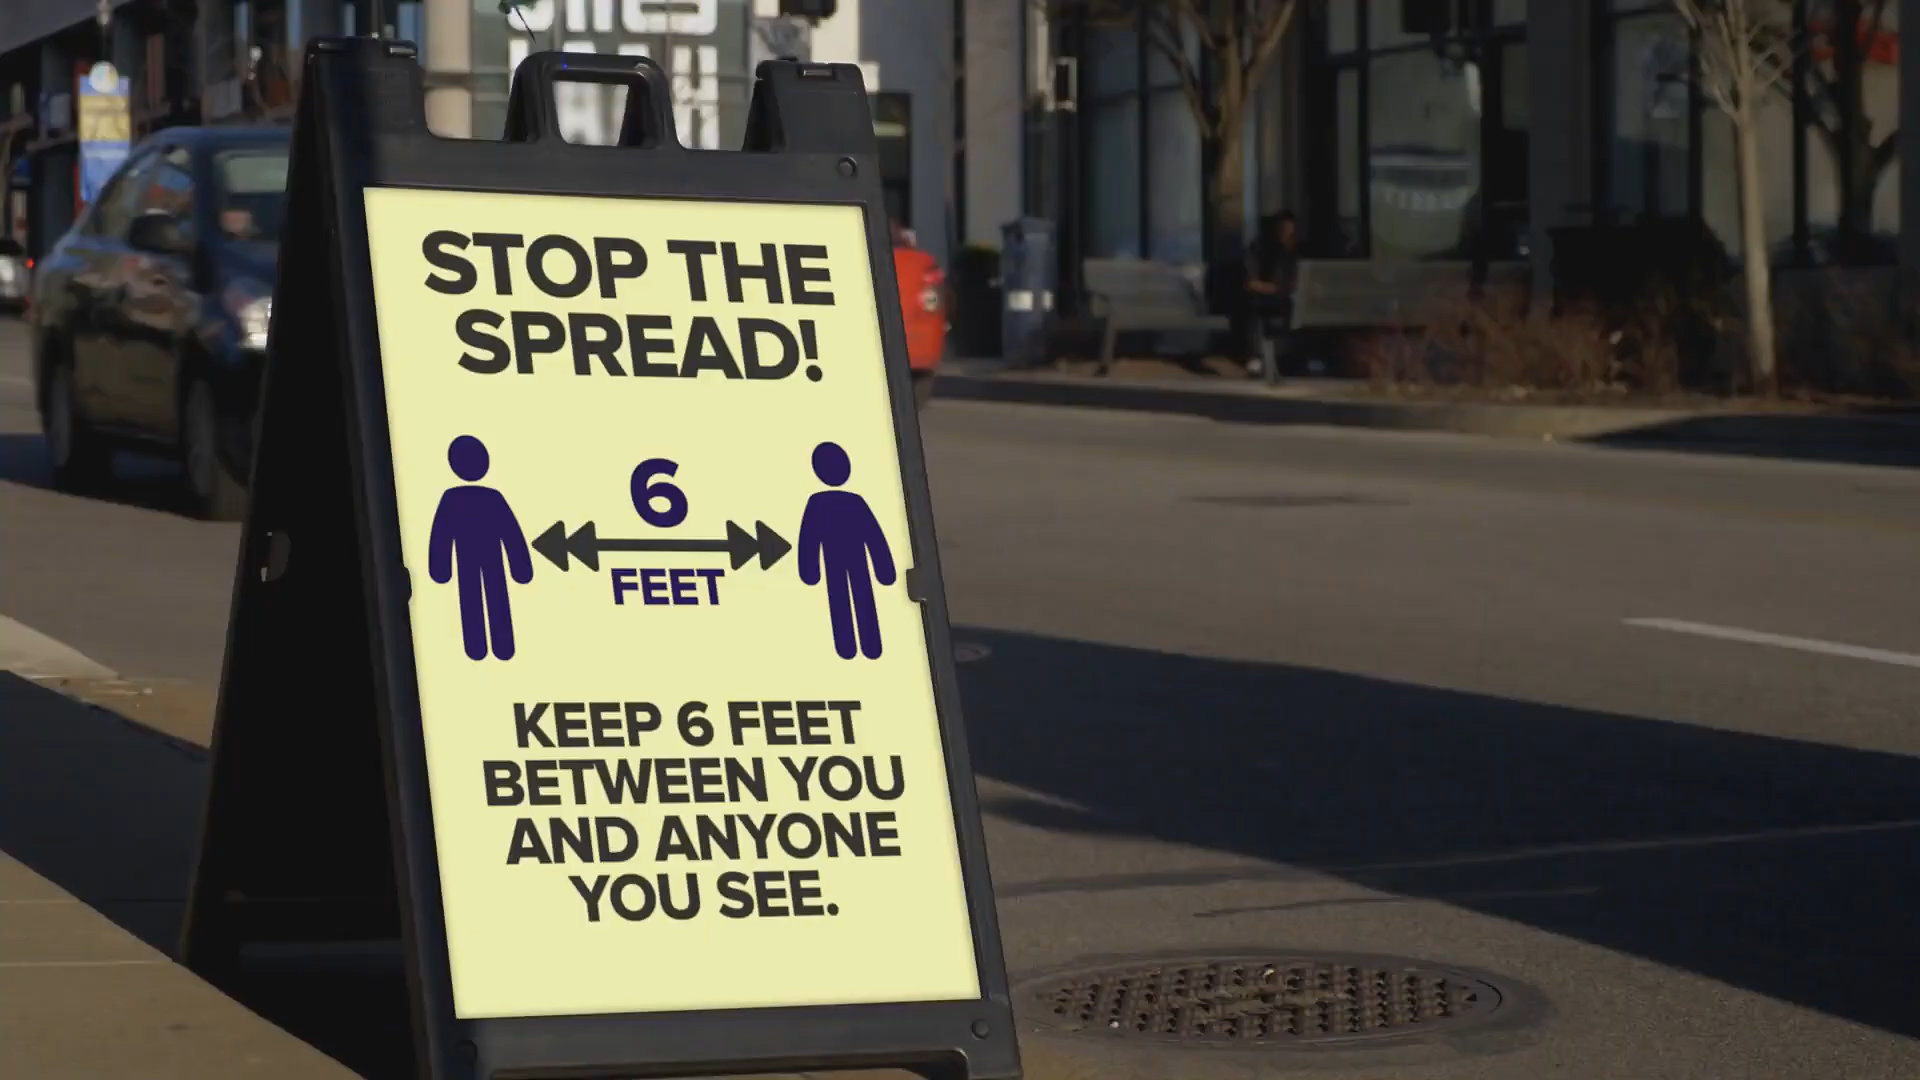 STOP THE
SPREAD!
6
FEET
KEEP 6 FEET
BETWEEN YOU
AND ANYONE
YOU SEE.